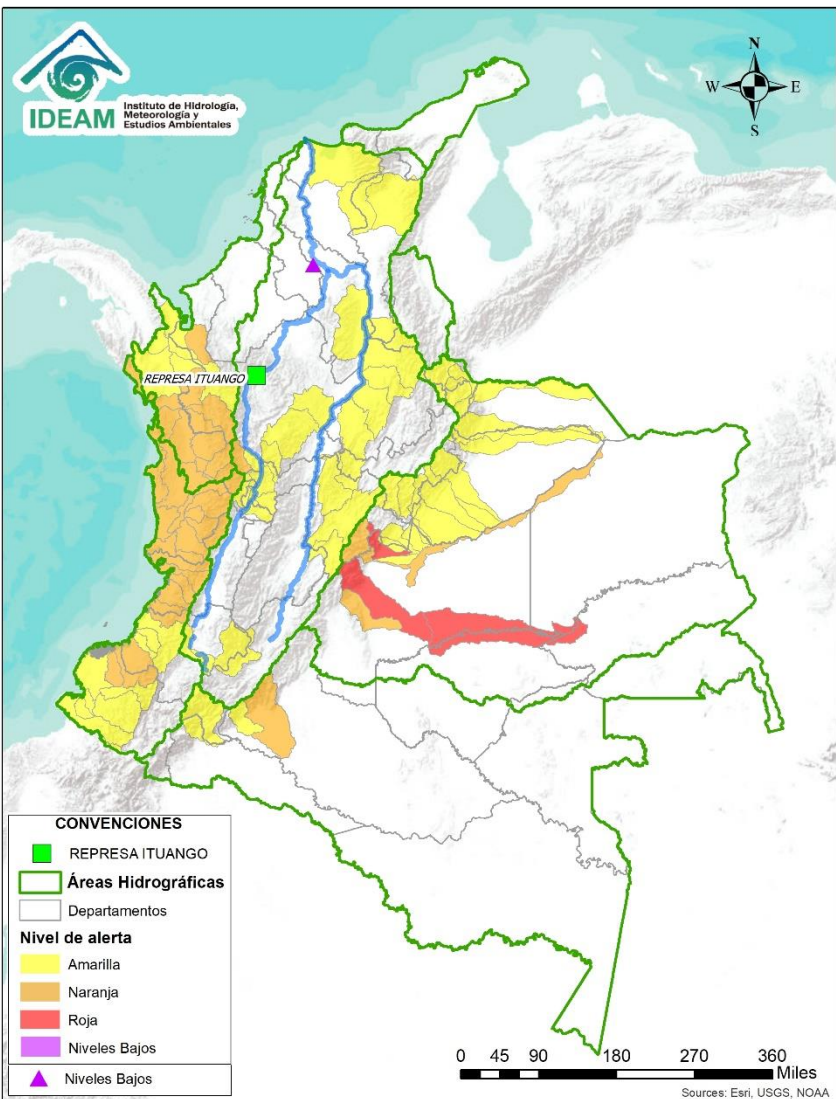 IDEAM
Instituto de Hidrología,
Meteorología y
Estudios Ambientales
N
W
E
S
REPRESA ITUANGO
CONVENCIONES
REPRESA ITUANGO
Áreas Hidrográficas
Departamentos
Nivel de alerta
Amarilla
Naranja
Roja
Niveles Bajos
Niveles Bajos
0 45 90 180 270 360
Miles
Sources: Esri, USGS, NOAA